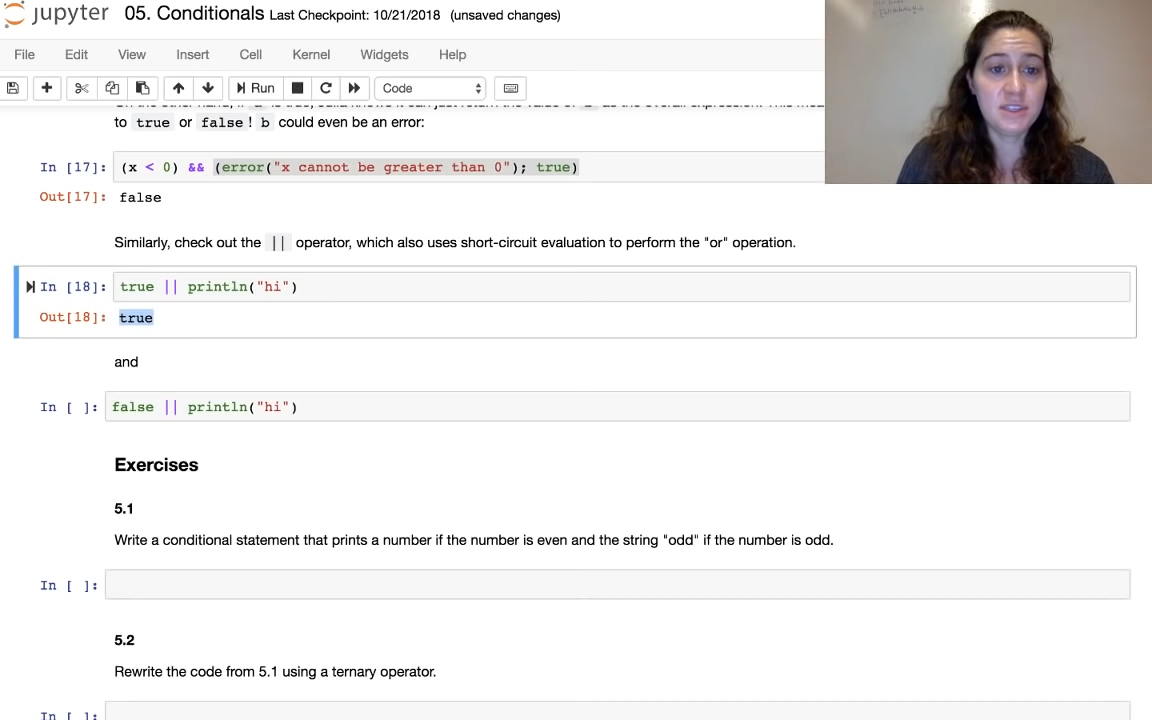 jupyter 05. Conditionals Last Checkpoint: 10/21/2018 (unsaved changes)
File Edit View Insert Cell Kernel Widgets Help
Run Code
to true or false! b could even be an error:
In [17]: (x < 0) && (error("x cannot be greater than 0"); true)
Out[17]: false
Similarly, check out the || operator, which also uses short-circuit evaluation to perform the "or" operation.
In [18]: true || println("hi")
Out[18]: true
and
In [ ]: false || println("hi")
Exercises
5.1
Write a conditional statement that prints a number if the number is even and the string "odd" if the number is odd.
In [ ]:
5.2
Rewrite the code from 5.1 using a ternary operator.
In [ ]: